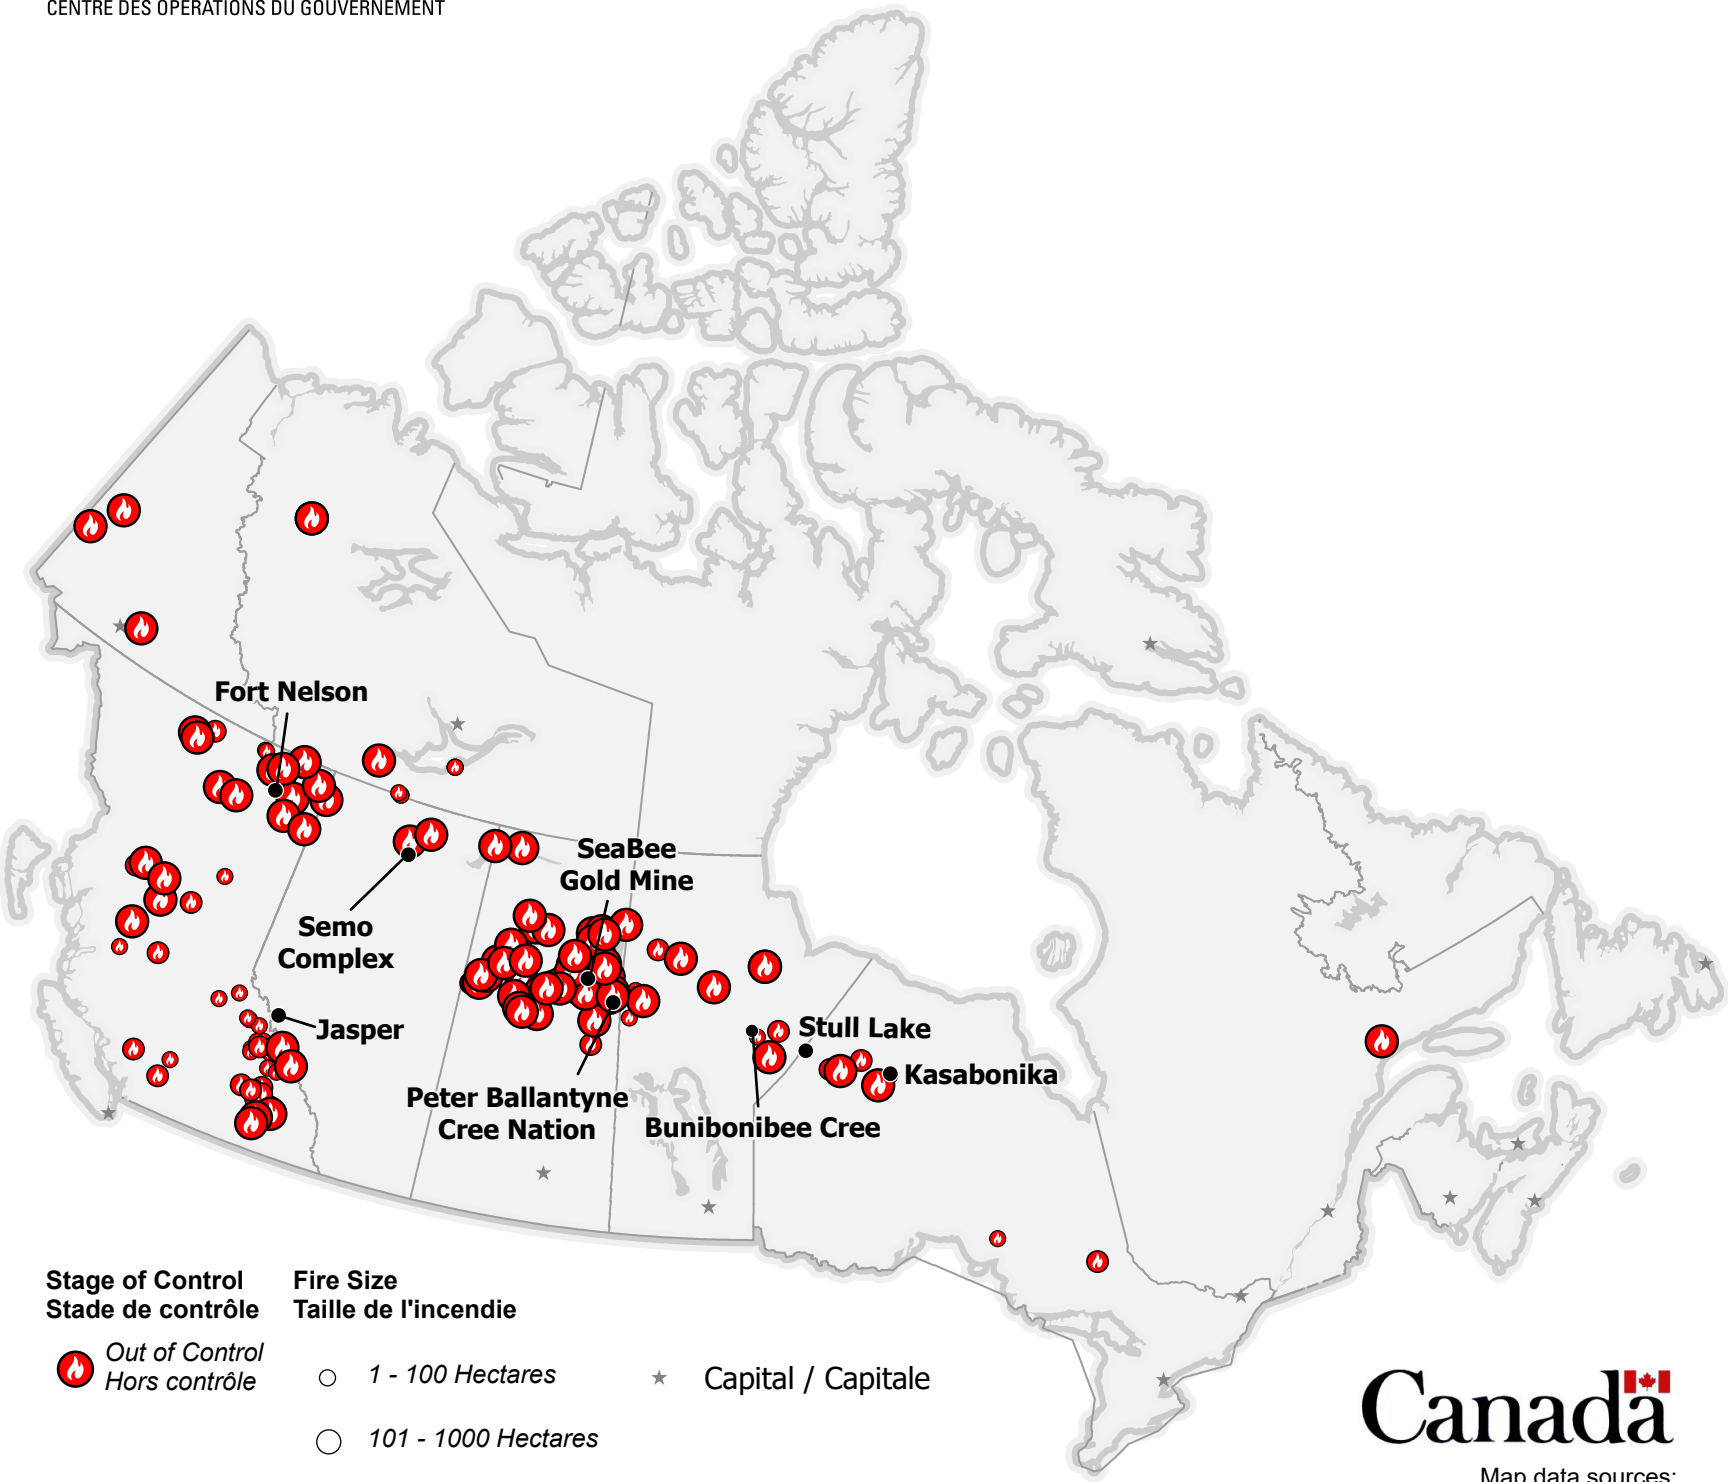 CENTRE DES OPÉRATIONS DU GOUVERNEMENT
Fort Nelson
SeaBee
Gold Mine
Semo
Complex
Jasper
Stull Lake
Kasabonika
Peter Ballantyne
Cree Nation
Bunibonibee Cree
Stage of Control
Stade de contrôle
Out of Control
Hors contrôle
Fire Size
Taille de l'incendie
1 - 100 Hectares
101 - 1000 Hectares
Capital / Capitale
Canada
Map data sources: